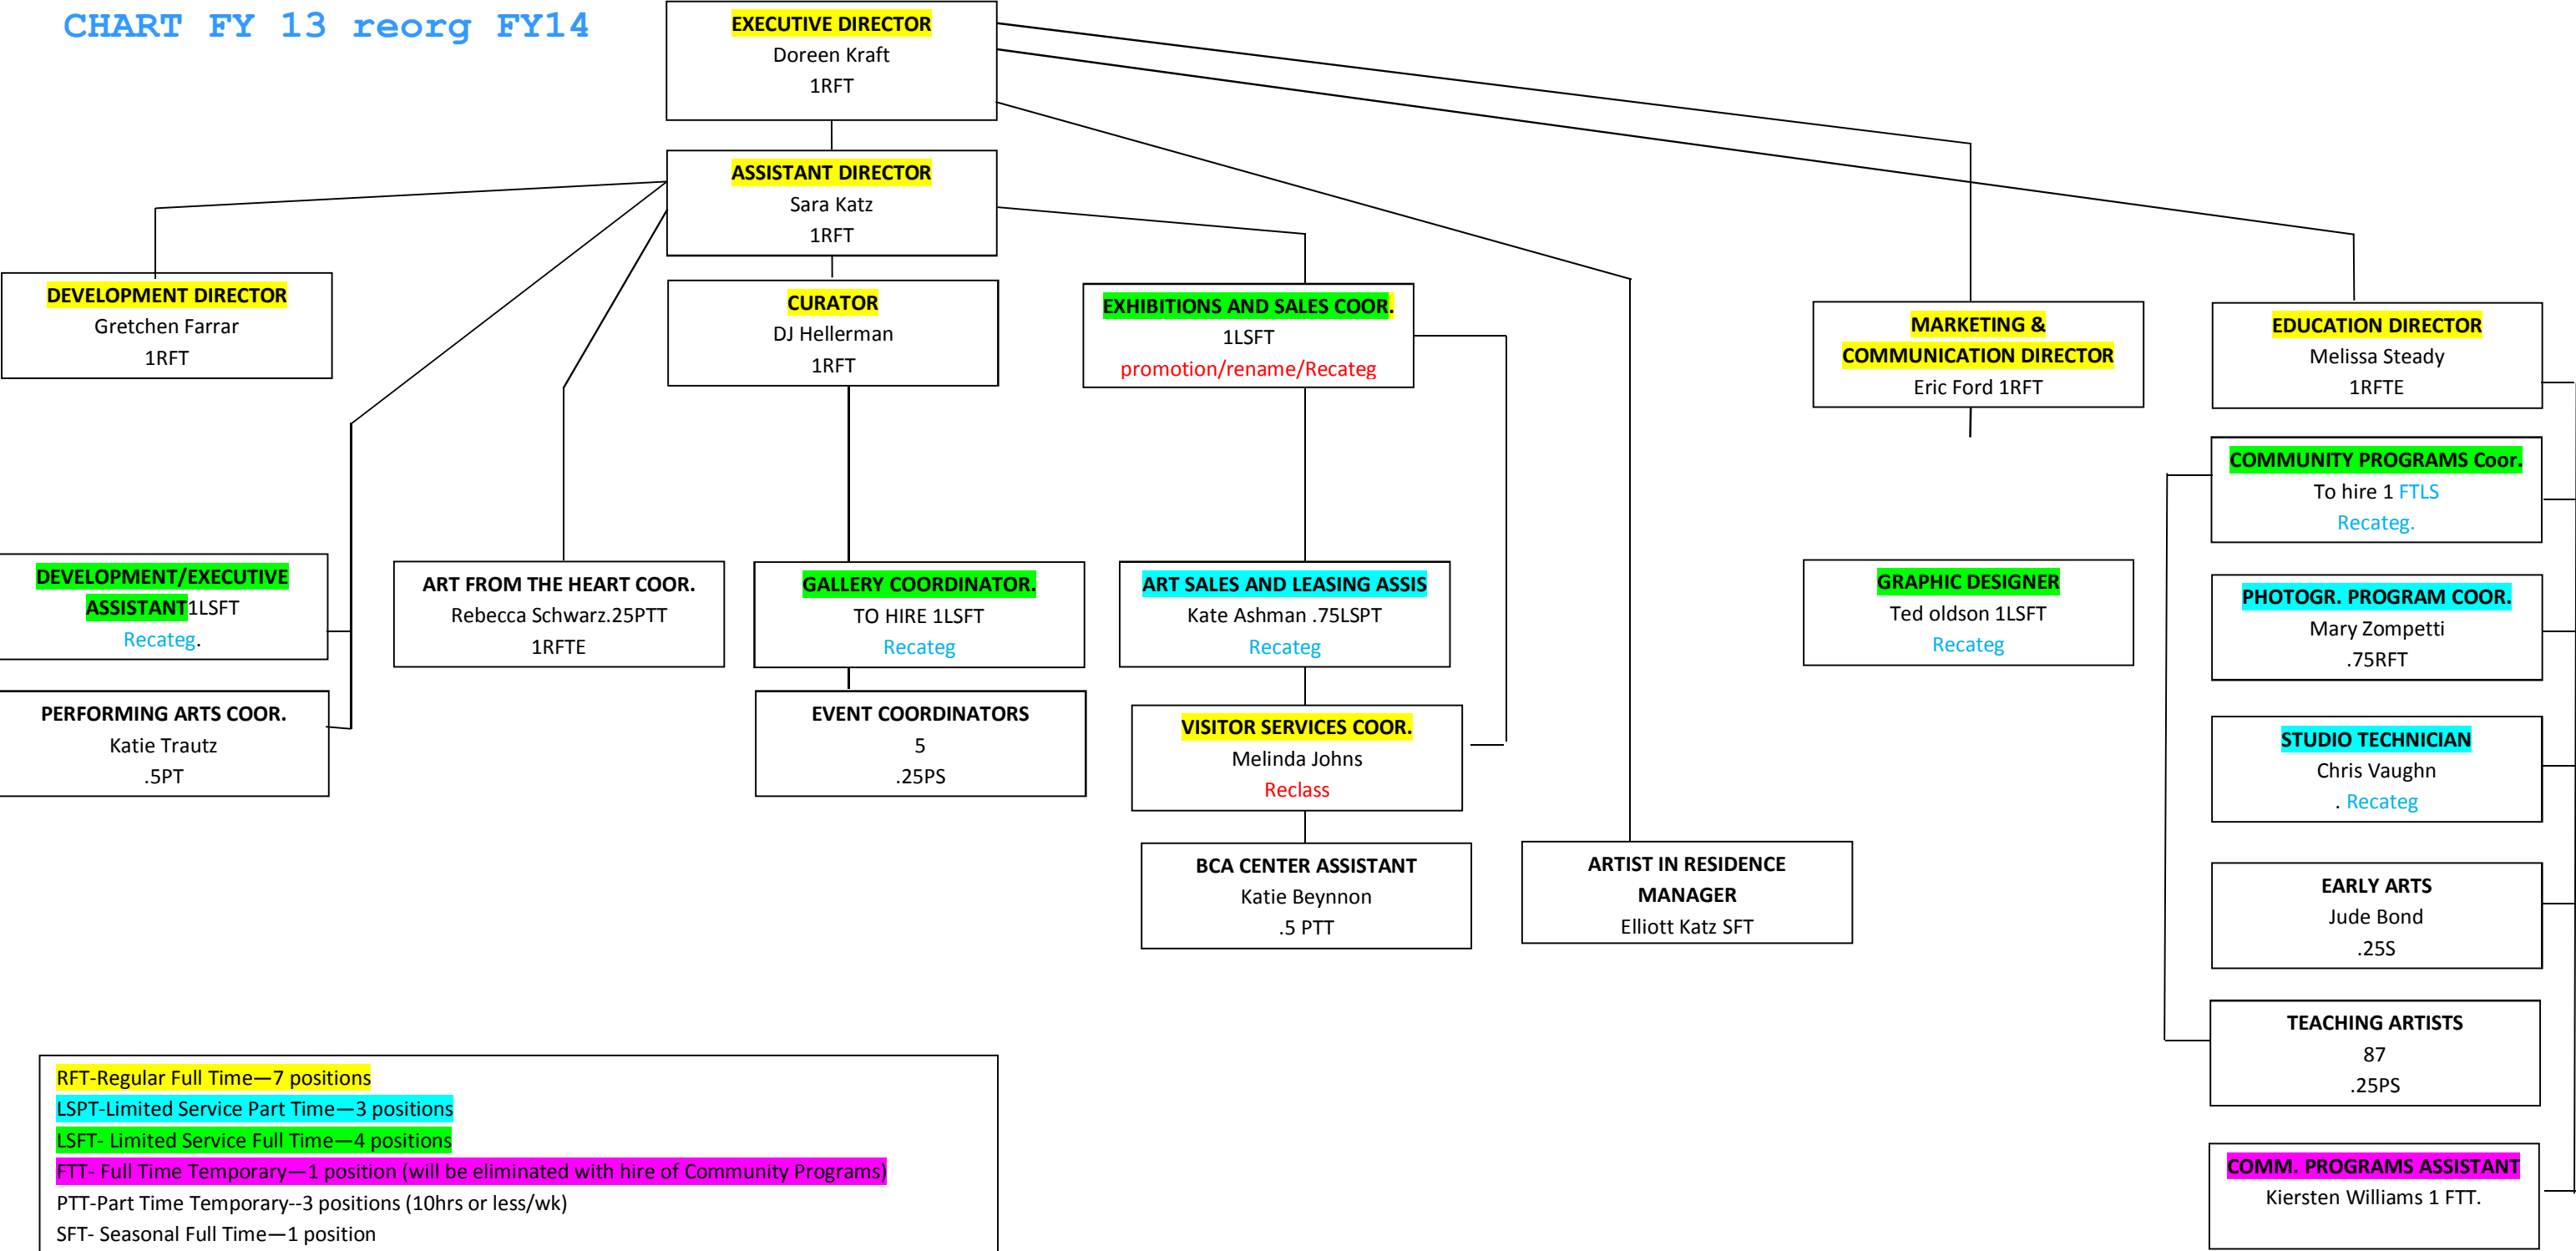 CHART FY 13 reorg FY14
EXECUTIVE DIRECTOR
Doreen Kraft
1RFT
ASSISTANT DIRECTOR
Sara Katz
1RFT
DEVELOPMENT DIRECTOR
Gretchen Farrar
1RFT
CURATOR
DJ Hellerman
1RFT
EXHIBITIONS AND SALES COOR.
1LSFT
promotion/rename/Recateg
MARKETING &
COMMUNICATION DIRECTOR
Eric Ford 1RFT
EDUCATION DIRECTOR
Melissa Steady
1RFTE
COMMUNITY PROGRAMS Coor.
To hire 1 FTLS
Recateg.
DEVELOPMENT/EXECUTIVE
ASSISTANT1LSFT
Recateg.
ART FROM THE HEART COOR.
Rebecca Schwarz.25PTT
1RFTE
GALLERY COORDINATOR.
TO HIRE 1LSFT
Recateg
ART SALES AND LEASING ASSIS
Kate Ashman .75LSPT
Recateg
GRAPHIC DESIGNER
Ted oldson 1LSFT
Recateg
PHOTOGR. PROGRAM COOR.
Mary Zompetti
.75RFT
PERFORMING ARTS COOR.
Katie Trautz
.5PT
EVENT COORDINATORS
5
.25PS
VISITOR SERVICES COOR.
Melinda Johns
Reclass
STUDIO TECHNICIAN
Chris Vaughn
. Recateg
BCA CENTER ASSISTANT
Katie Beynnon
.5 PTT
ARTIST IN RESIDENCE
MANAGER
Elliott Katz SFT
EARLY ARTS
Jude Bond
.25S
TEACHING ARTISTS
87
.25PS
COMM. PROGRAMS ASSISTANT
Kiersten Williams 1 FTT.
RFT-Regular Full Time—7 positions
LSPT-Limited Service Part Time—3 positions
LSFT- Limited Service Full Time—4 positions
FTT- Full Time Temporary—1 position (will be eliminated with hire of Community Programs)
PTT-Part Time Temporary--3 positions (10hrs or less/wk)
SFT- Seasonal Full Time—1 position